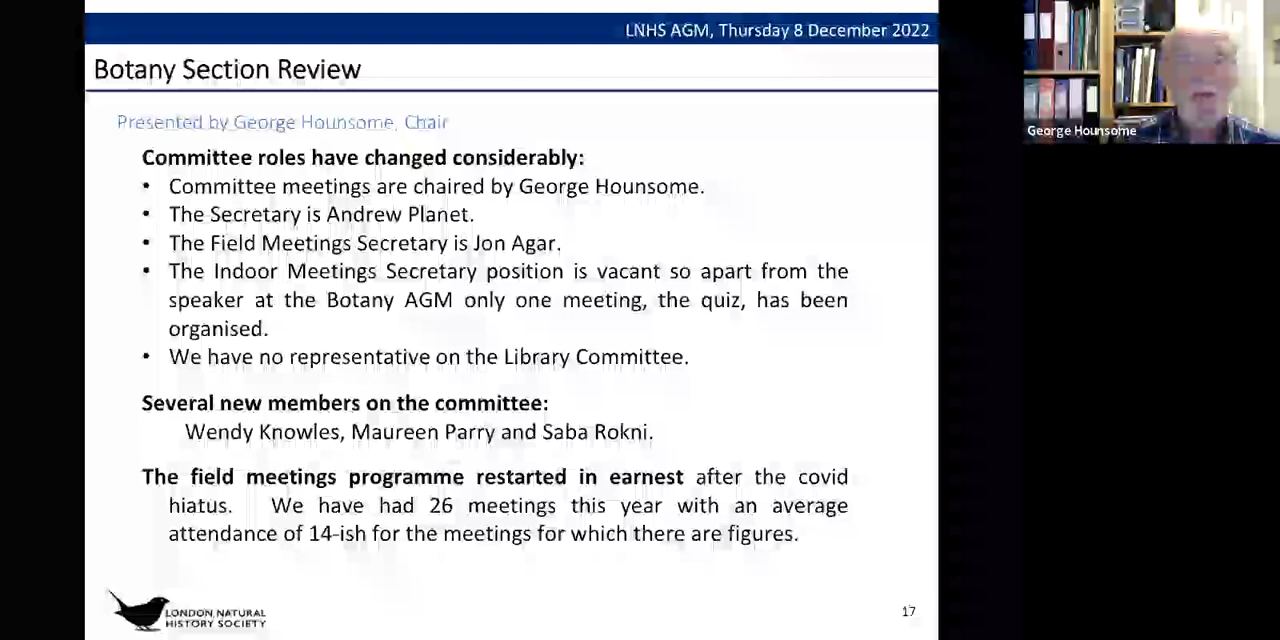 LNHS AGM, Thursday 8 December 2022
Botany Section Review
Presented by George Hounsome, Chair
Committee roles have changed considerably:
• Committee meetings are chaired by George Hounsome.
• The Secretary is Andrew Planet.
• The Field Meetings Secretary is Jon Agar.
• The Indoor Meetings Secretary position is vacant so apart from the
speaker at the Botany AGM only one meeting, the quiz, has been
organised.
• We have no representative on the Library Committee.
Several new members on the committee:
Wendy Knowles, Maureen Parry and Saba Rokni.
The field meetings programme restarted in earnest after the covid
hiatus. We have had 26 meetings this year with an average
attendance of 14-ish for the meetings for which there are figures.
LONDON NATURAL
HISTORY SOCIETY
17
George Hounsome